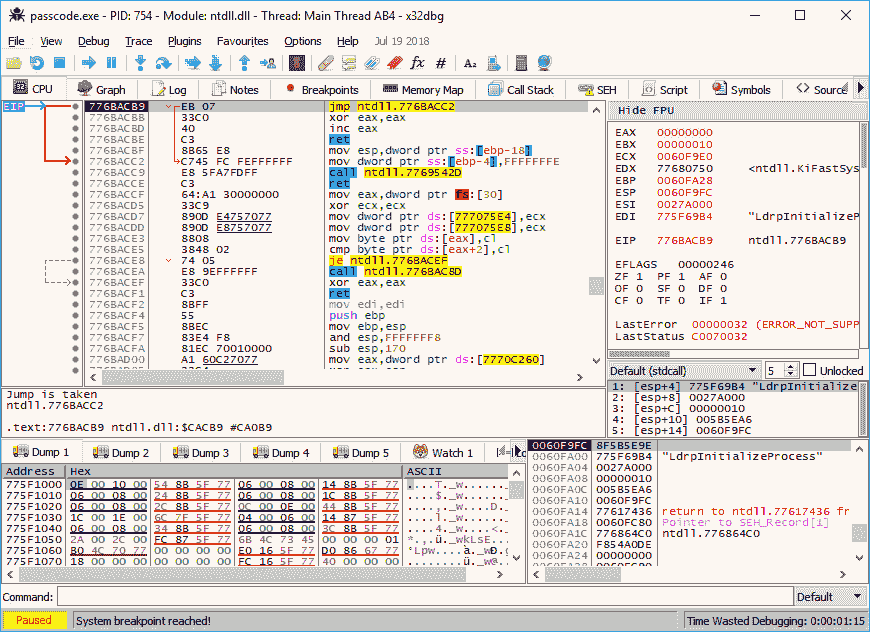 passcode.exe - PID: 754 - Module: ntdll.dll - Thread: Main Thread AB4 - x32dbg
File View Debug Trace Plugins Favourites Options Help Jul 19 2018
CPU Graph Log Notes Breakpoints Memory Map Call Stack SEH Script Symbols Source
EIP
776BACB9 EB 07 jmp ntdll.776BACC2
776BACBB 33C0 xor eax,eax
776BACBD 40 inc eax
776BACBE C3 ret
776BACBF 8B65 E8 mov esp,dword ptr ss:[ebp-18]
776BACC2 C745 FC FEFFFFFF mov dword ptr ss:[ebp-4],FFFFFFFE
776BACC9 E8 5FA7FDFF call ntdll.7769542D
776BACCE C3 ret
776BACCF 64:A1 30000000 mov eax,dword ptr fs:[30]
776BACD5 33C9 xor ecx,ecx
776BACD7 890D E4757077 mov dword ptr ds:[777075E4],ecx
776BACDD 890D E8757077 mov dword ptr ds:[777075E8],ecx
776BACE3 8808 mov byte ptr ds:[eax],cl
776BACE5 3848 02 cmp byte ptr ds:[eax+2],cl
776BACE8 74 05 je ntdll.776BACEF
776BACEA E8 9EFFFFFF call ntdll.776BAC8D
776BACEF 33C0 xor eax,eax
776BACF1 C3 ret
776BACF2 8BFF mov edi,edi
776BACF4 55 push ebp
776BACF5 8BEC mov ebp,esp
776BACF7 83E4 F8 and esp,FFFFFFF8
776BACFA 81EC 70010000 sub esp,170
776BAD00 A1 60C27077 mov eax,dword ptr ds:[7770C260]
Hide FPU
EAX 00000000
EBX 00000010
ECX 0060F9E0
EDX 77680750 <ntdll.KiFastSys
EBP 0060FA28
ESP 0060F9FC
ESI 0027A000
EDI 775F69B4 "LdrpInitializeP
EIP 776BACB9 ntdll.776BACB9
EFLAGS 00000246
ZF 1 PF 1 AF 0
OF 0 SF 0 DF 0
CF 0 TF 0 IF 1
LastError 00000032 (ERROR_NOT_SUPP
LastStatus C0070032
Default (stdcall) 5 Unlocked
1: [esp+4] 775F69B4 "LdrpInitialize
2: [esp+8] 0027A000
3: [esp+C] 00000010
4: [esp+10] 005B5EA6
5: [esp+14] 0060F9FC
Jump is taken
ntdll.776BACC2
.text:776BACB9 ntdll.dll:$CACB9 #CA0B9
Dump 1 Dump 2 Dump 3 Dump 4 Dump 5 Watch 1
Address Hex ASCII
775F1000 0E 00 10 00 54 8B 5F 77 06 00 08 00 14 8B 5F 77
775F1010 06 00 08 00 24 8B 5F 77 06 00 08 00 1C 8B 5F 77
775F1020 06 00 08 00 2C 8B 5F 77 0C 00 0E 00 44 8B 5F 77
775F1030 1C 00 1E 00 6C 7F 5F 77 04 00 06 00 14 87 5F 77
775F1040 06 00 08 00 34 8B 5F 77 06 00 08 00 3C 8B 5F 77
775F1050 2A 00 2C 00 FC 87 5F 77 6B 4C 73 45 00 00 00 01
775F1060 B0 4C 70 77 00 00 00 00 E0 16 5F 77 D0 86 67 77
775F1070 18 00 00 00 00 00 00 00 FC 16 5F 77 40 00 00 00
0060F9FC 8F5B5E9E
0060FA00 775F69B4 "LdrpInitializeProcess"
0060FA04 0027A000
0060FA08 00000010
0060FA0C 005B5EA6
0060FA10 0060F9FC
0060FA14 77617436 return to ntdll.77617436 fr
0060FA18 0060FC80 Pointer to SEH_Record[1]
0060FA1C 776864C0 ntdll.776864C0
0060FA20 F854A0DE
0060FA24 00000000
Command: Default
Paused System breakpoint reached! Time Wasted Debugging: 0:00:01:15